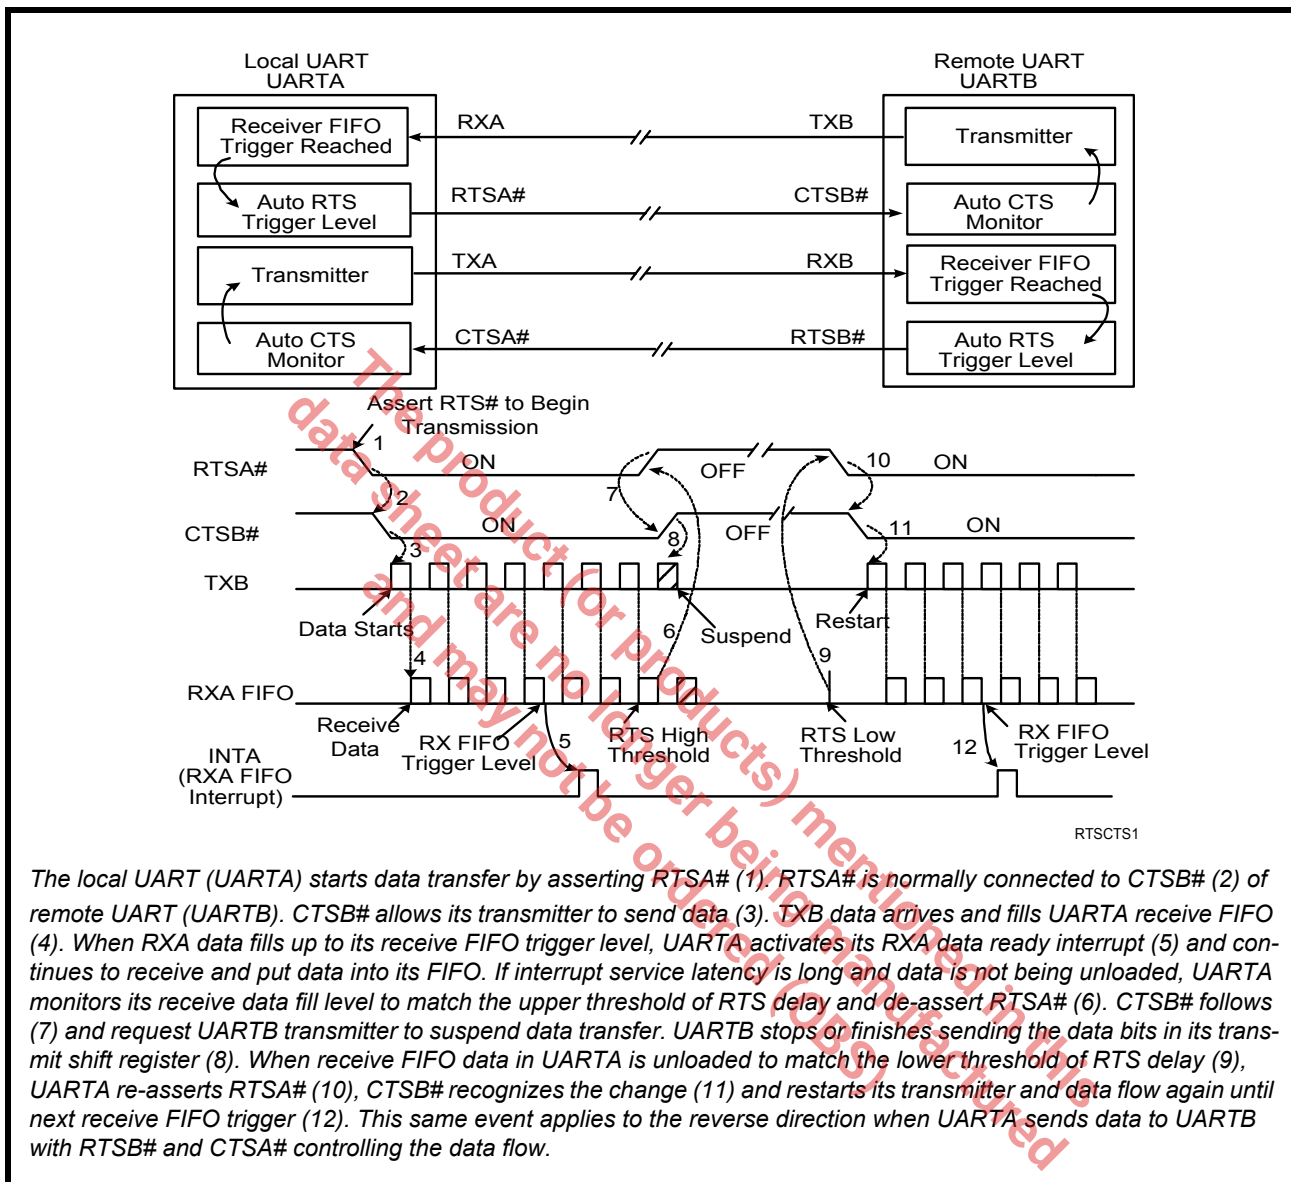 Local UART
UARTA
Remote UART
UARTB
Receiver FIFO
Trigger Reached
RXA
TXB
Transmitter
Auto RTS
Trigger Level
RTSA#
CTSB#
Auto CTS
Monitor
Transmitter
TXA
RXB
Receiver FIFO
Trigger Reached
Auto CTS
Monitor
CTSA#
RTSB#
Auto RTS
Trigger Level
Assert RTS# to Begin
Transmission
1
RTSA#
ON
OFF
10
ON
2
7
CTSB#
ON
8
OFF
11
ON
3
TXB
Data Starts
6
Suspend
Restart
4
9
RXA FIFO
Receive
Data
RX FIFO
Trigger Level
5
RTS High
Threshold
RTS Low
Threshold
12
RX FIFO
Trigger Level
INTA
(RXA FIFO
Interrupt)
RTSCTS1
The local UART (UARTA) starts data transfer by asserting RTSA# (1). RTSA# is normally connected to CTSB# (2) of
remote UART (UARTB). CTSB# allows its transmitter to send data (3). TXB data arrives and fills UARTA receive FIFO
(4). When RXA data fills up to its receive FIFO trigger level, UARTA activates its RXA data ready interrupt (5) and con-
tinues to receive and put data into its FIFO. If interrupt service latency is long and data is not being unloaded, UARTA
monitors its receive data fill level to match the upper threshold of RTS delay and de-assert RTSA# (6). CTSB# follows
(7) and request UARTB transmitter to suspend data transfer. UARTB stops or finishes sending the data bits in its trans-
mit shift register (8). When receive FIFO data in UARTA is unloaded to match the lower threshold of RTS delay (9),
UARTA re-asserts RTSA# (10), CTSB# recognizes the change (11) and restarts its transmitter and data flow again until
next receive FIFO trigger (12). This same event applies to the reverse direction when UARTA sends data to UARTB
with RTSB# and CTSA# controlling the data flow.
The product (or products) mentioned in this
data sheet are no longer being manufactured
and may not be ordered (OBS)